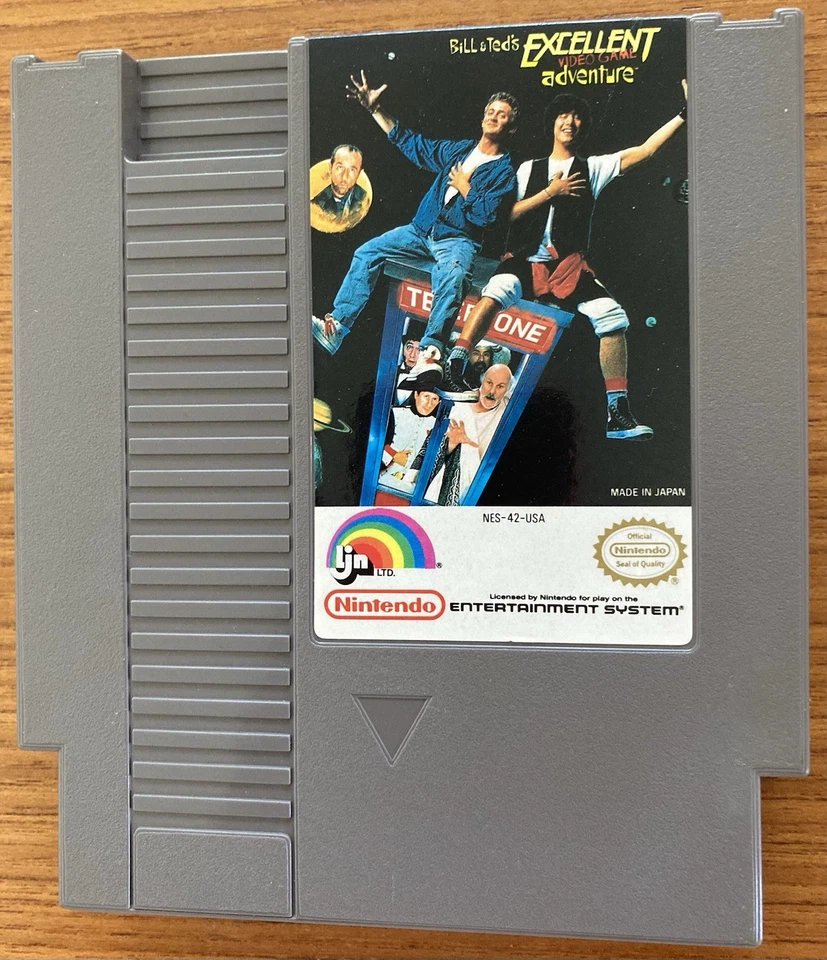 Bill & Ted's EXCELLENT
VIDEO GAME
adventure™
TELEPHONE
MADE IN JAPAN
NES-42-USA
ljn LTD.®
Official
Nintendo
Seal of Quality
®
Nintendo
Licensed by Nintendo for play on the
ENTERTAINMENT SYSTEM®